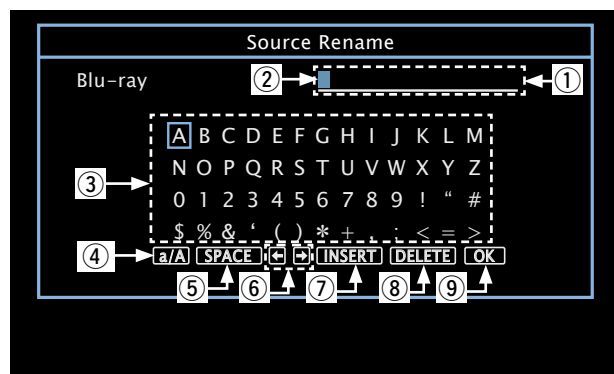 Source Rename
Blu-ray ② ①
A B C D E F G H I J K L M
N O P Q R S T U V W X Y Z
③
0 1 2 3 4 5 6 7 8 9 ! “ #
$ % & ‘ ( ) * + , : < = >
④ a/A SPACE ← → INSERT DELETE OK
⑤ ⑥ ⑦ ⑧ ⑨